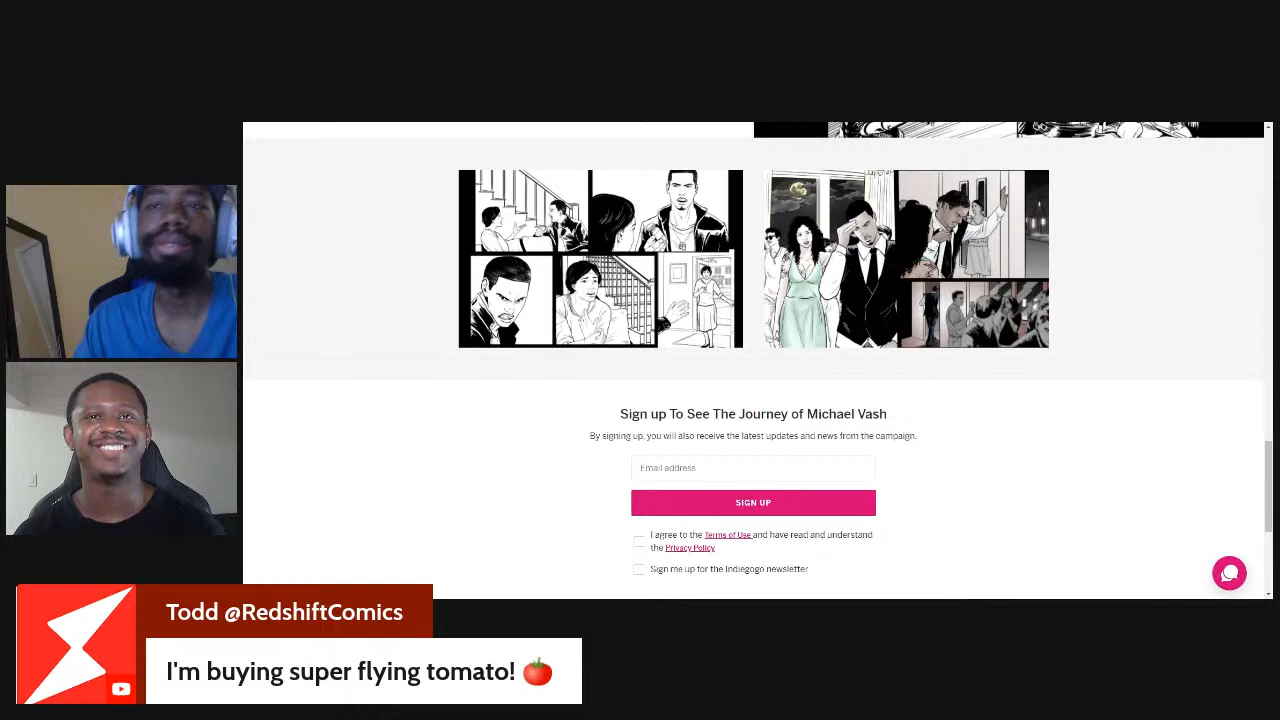 Sign up To See The Journey of Michael Vash
By signing up, you will also receive the latest updates and news from the campaign.
Email address
SIGN UP
I agree to the Terms of Use and have read and understand
the Privacy Policy
Sign me up for the Indiegogo newsletter
Todd @RedshiftComics
I'm buying super flying tomato! 🍅